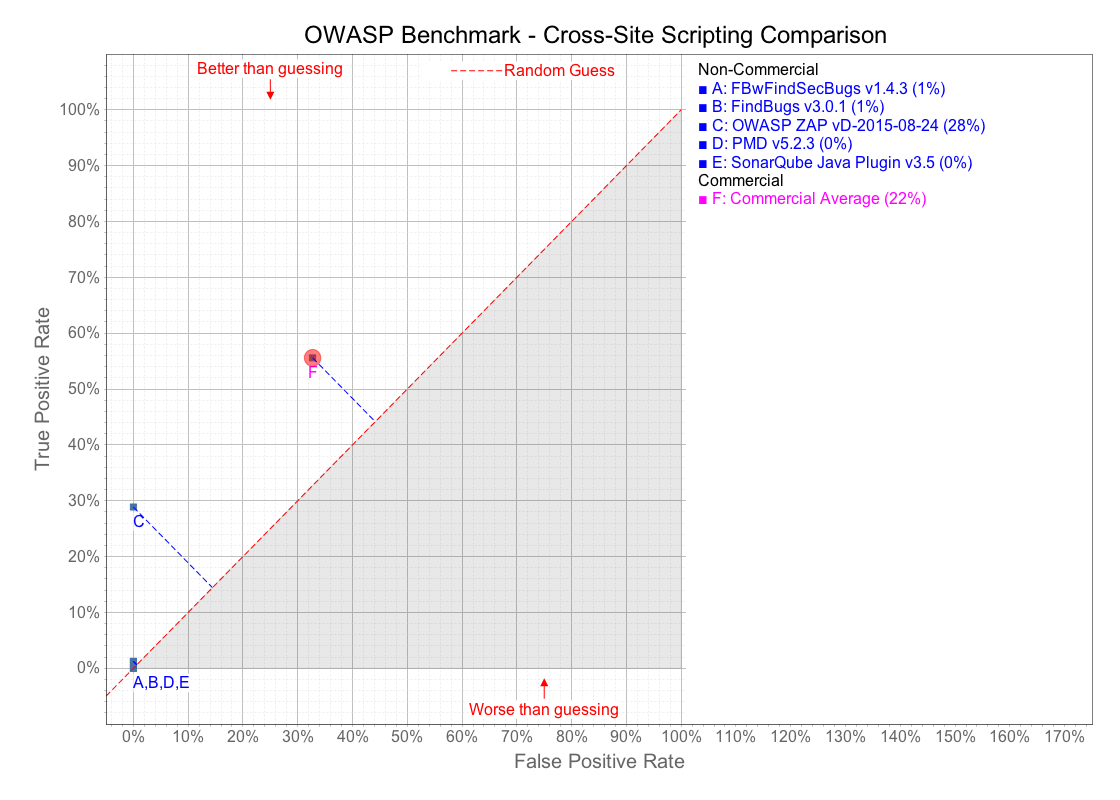 OWASP Benchmark - Cross-Site Scripting Comparison
Better than guessing
Random Guess
Non-Commercial
A: FBwFindSecBugs v1.4.3 (1%)
B: FindBugs v3.0.1 (1%)
C: OWASP ZAP vD-2015-08-24 (28%)
D: PMD v5.2.3 (0%)
E: SonarQube Java Plugin v3.5 (0%)
Commercial
F: Commercial Average (22%)
True Positive Rate
100%
90%
80%
70%
60%
50%
40%
30%
20%
10%
0%
F
C
A,B,D,E
Worse than guessing
0% 10% 20% 30% 40% 50% 60% 70% 80% 90% 100% 110% 120% 130% 140% 150% 160% 170%
False Positive Rate